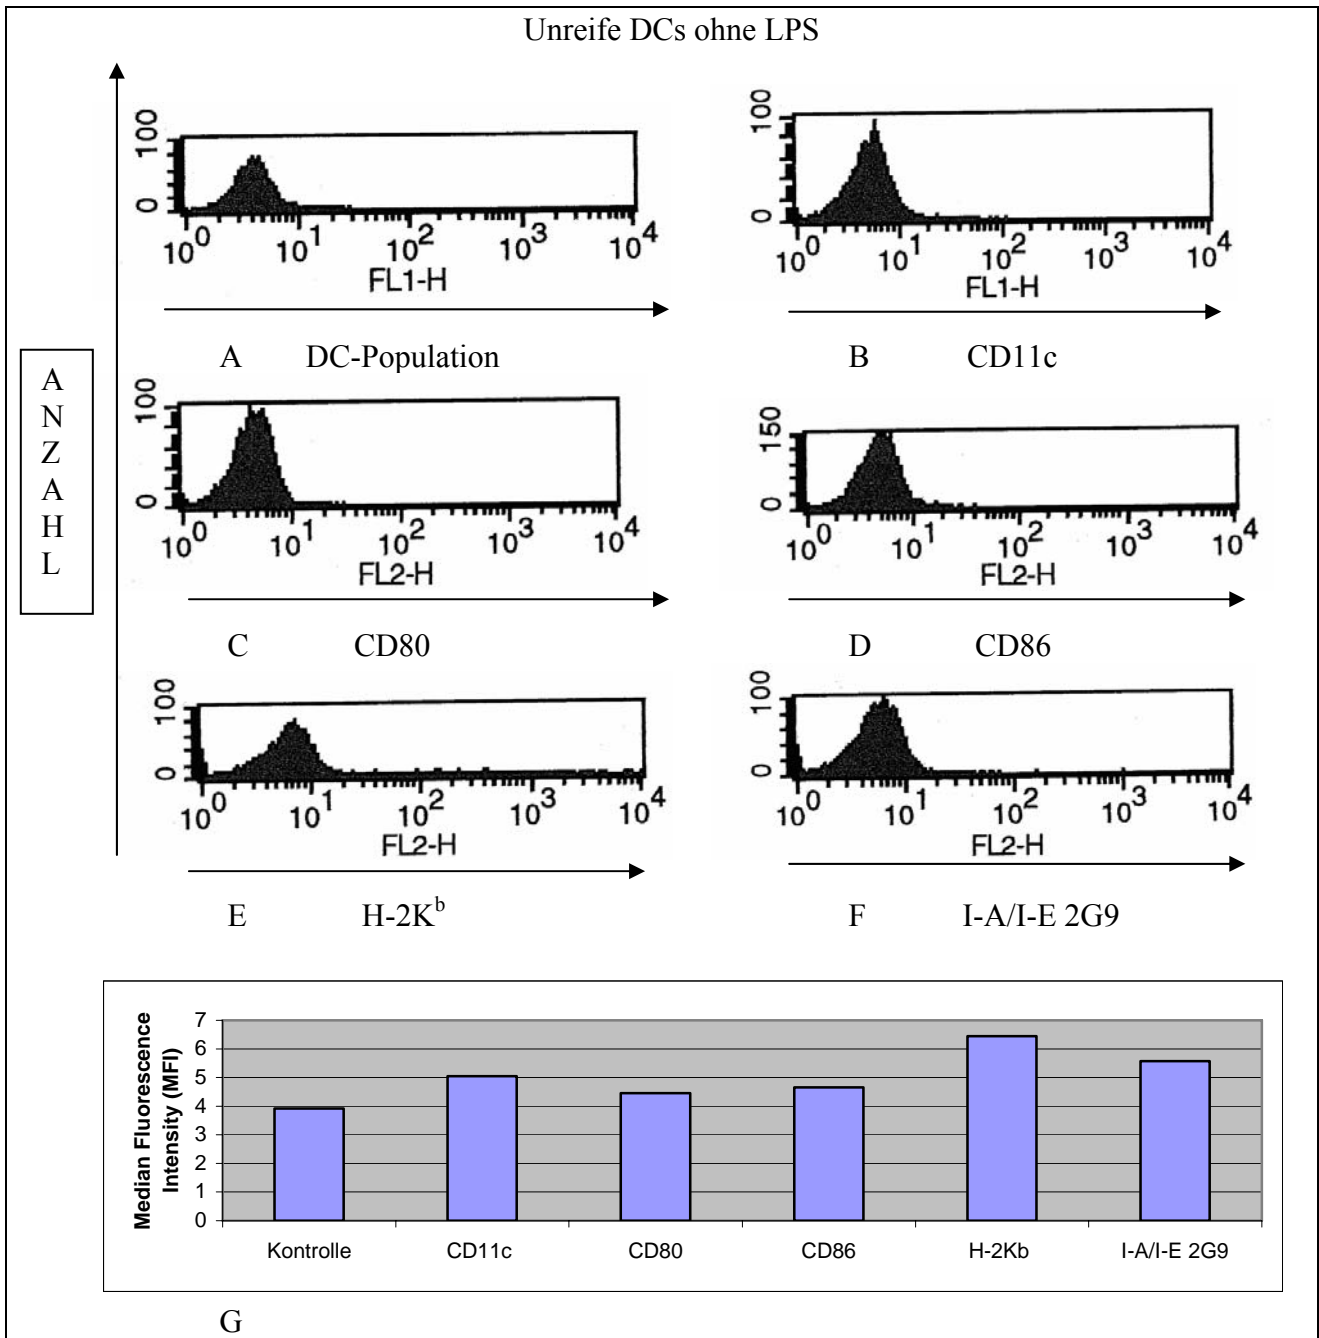 Unreife DCs ohne LPS
100
0
10^0 10^1 10^2 10^3 10^4
FL1-H
A DC-Population
100
0
10^0 10^1 10^2 10^3 10^4
FL1-H
B CD11c
A
N
Z
A
H
L
100
0
10^0 10^1 10^2 10^3 10^4
FL2-H
C CD80
150
0
10^0 10^1 10^2 10^3 10^4
FL2-H
D CD86
100
0
10^0 10^1 10^2 10^3 10^4
FL2-H
E H-2K^b
100
0
10^0 10^1 10^2 10^3 10^4
FL2-H
F I-A/I-E 2G9
Median Fluorescence
Intensity (MFI)
7
6
5
4
3
2
1
0
Kontrolle CD11c CD80 CD86 H-2Kb I-A/I-E 2G9
G